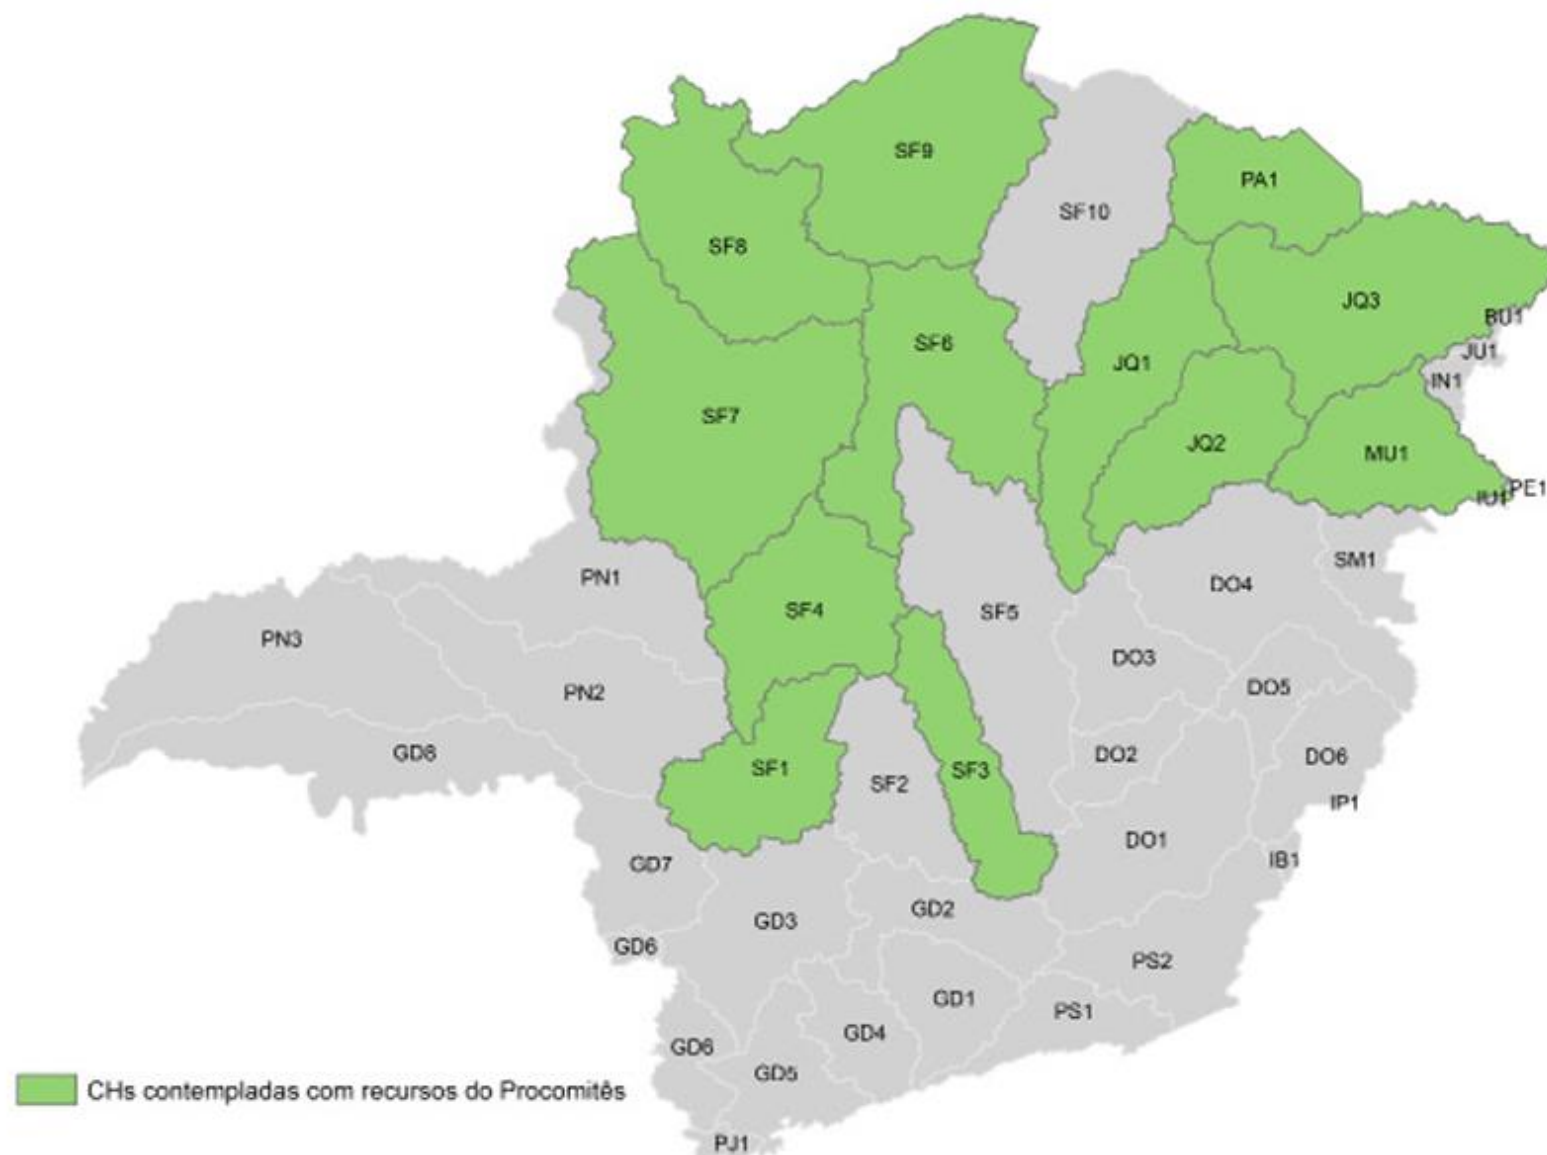 SF9
PA1
SF10
SF8
JQ3
BU1
SF6
JU1
JQ1
IN1
SF7
JQ2
MU1
PE1
IU1
SM1
PN1
DO4
SF4
SF5
PN3
DO3
PN2
DO5
GD8
DO2
DO6
SF1
SF3
SF2
IP1
DO1
IB1
GD7
GD2
GD3
GD6
PS2
GD1
PS1
GD4
GD6
GD5
CHs contempladas com recursos do Procomitês
PJ1